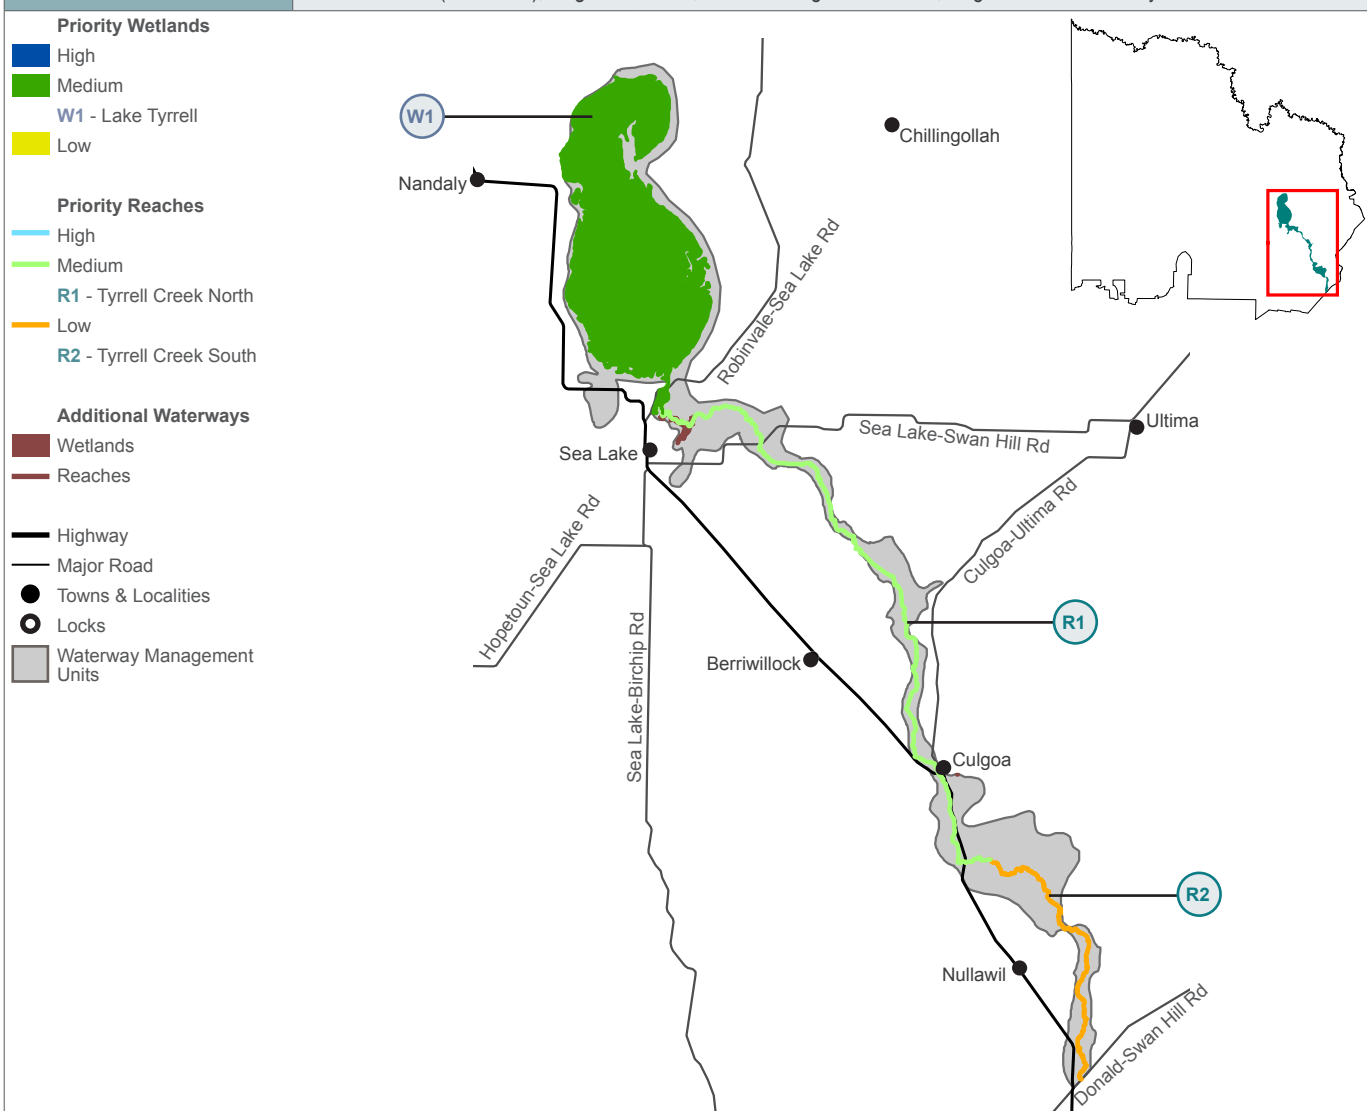 Priority Wetlands
High
Medium
W1 - Lake Tyrrell
Low
Priority Reaches
High
Medium
R1 - Tyrrell Creek North
Low
R2 - Tyrrell Creek South
Additional Waterways
Wetlands
Reaches
Highway
Major Road
Towns & Localities
Locks
Waterway Management
Units
W1
Chillingollah
Nandaly
Robinvale-Sea Lake Rd
Sea Lake-Swan Hill Rd
Ultima
Sea Lake
Hopetoun-Sea Lake Rd
Culgoa-Ultima Rd
R1
Sea Lake-Birchip Rd
Berriwillock
Culgoa
R2
Nullawil
Donald-Swan Hill Rd